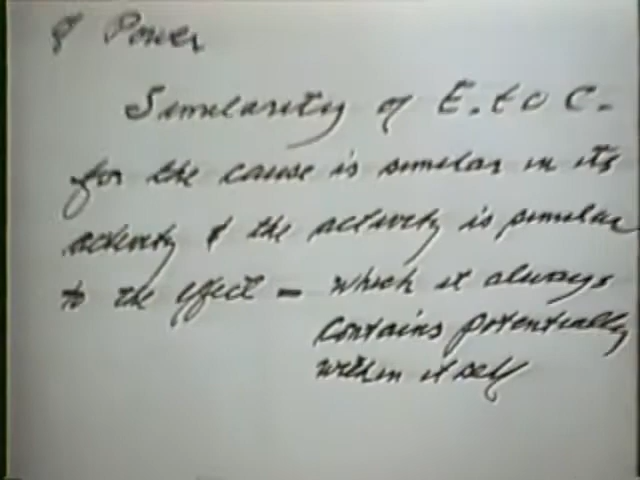 & Power
Similarity of E. to C.
for the cause is similar in its
activity & the activity is similar
to the effect — which it always
contains potentially
within itself